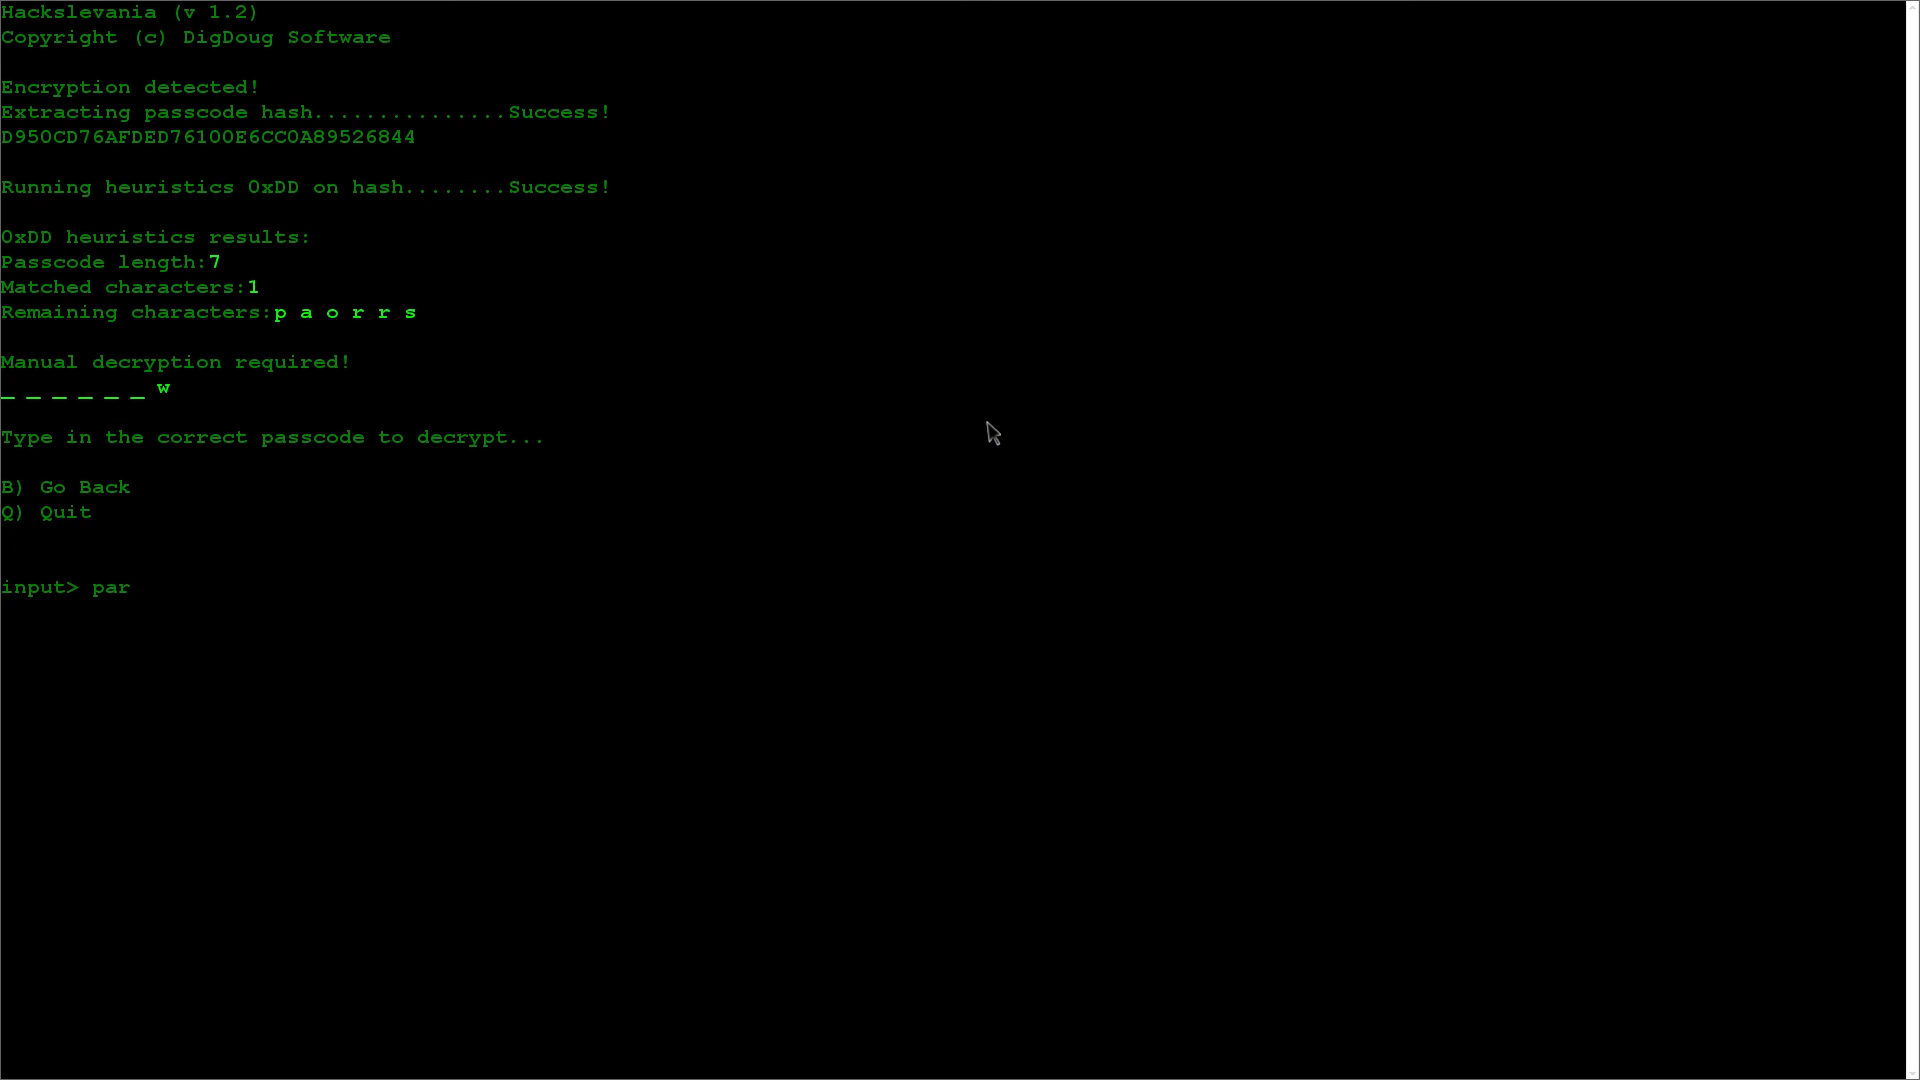 Hackslevania (v 1.2)
Copyright (c) DigDoug Software
Encryption detected!
Extracting passcode hash...............Success!
D950CD76AFDED76100E6CC0A89526844
Running heuristics 0xDD on hash........Success!
0xDD heuristics results:
Passcode length:7
Matched characters:1
Remaining characters:p a o r r s
Manual decryption required!
_ _ _ _ _ _ w
Type in the correct passcode to decrypt...
B) Go Back
Q) Quit
input> par